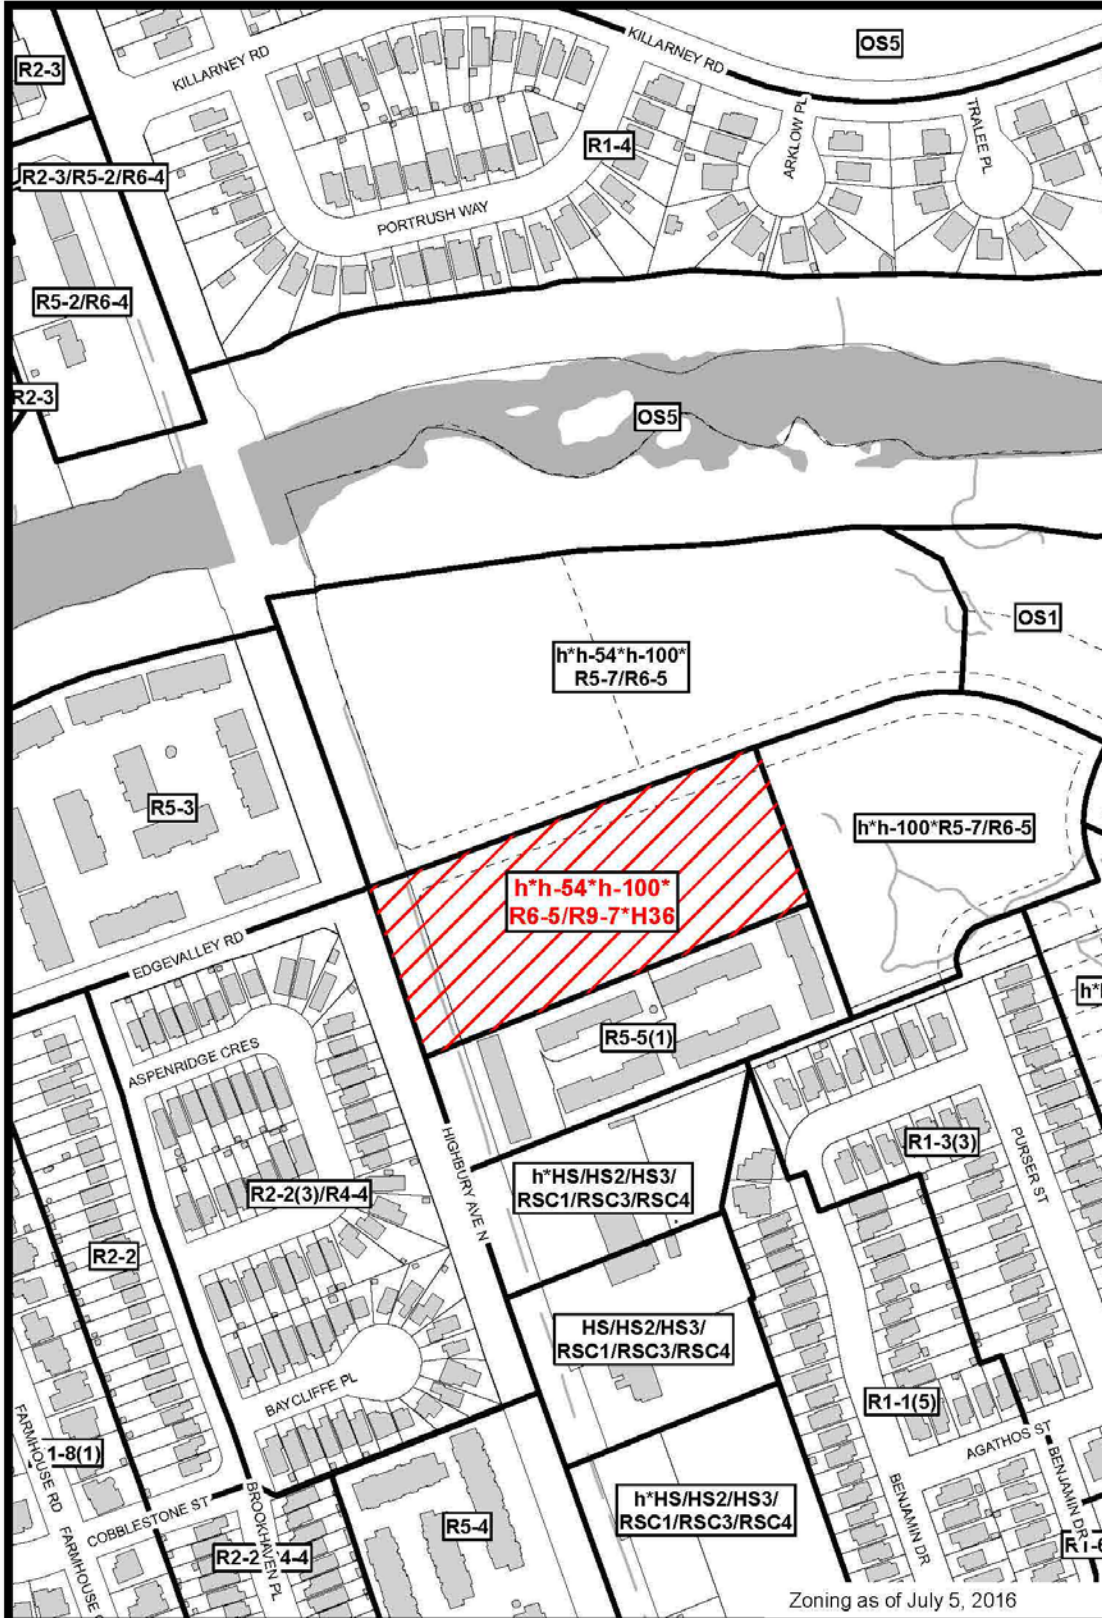 OS5
R2-3
KILLARNEY RD
KILLARNEY RD
ARKLOW PL
TRALEE PL
R1-4
R2-3/R5-2/R6-4
PORTRUSH WAY
R5-2/R6-4
R2-3
OS5
OS1
h*h-54*h-100*
R5-7/R6-5
R5-3
h*h-100*R5-7/R6-5
h*h-54*h-100*
R6-5/R9-7*H36
EDGEVALLEY RD
R5-5(1)
ASPENRIDGE CRES
HIGHBURY AVE N
R1-3(3)
PURSER ST
h*HS/HS2/HS3/
RSC1/RSC3/RSC4
R2-2(3)/R4-4
R2-2
HS/HS2/HS3/
RSC1/RSC3/RSC4
BAYCLIFFE PL
R1-1(5)
FARMHOUSE RD
1-8(1)
AGATHOS ST
BENJAMIN DR
BENJAMIN DR
COBBLESTONE ST
BROOKHAVEN PL
R5-4
h*HS/HS2/HS3/
RSC1/RSC3/RSC4
FARMHOUSE
R2-2 4-4
Zoning as of July 5, 2016